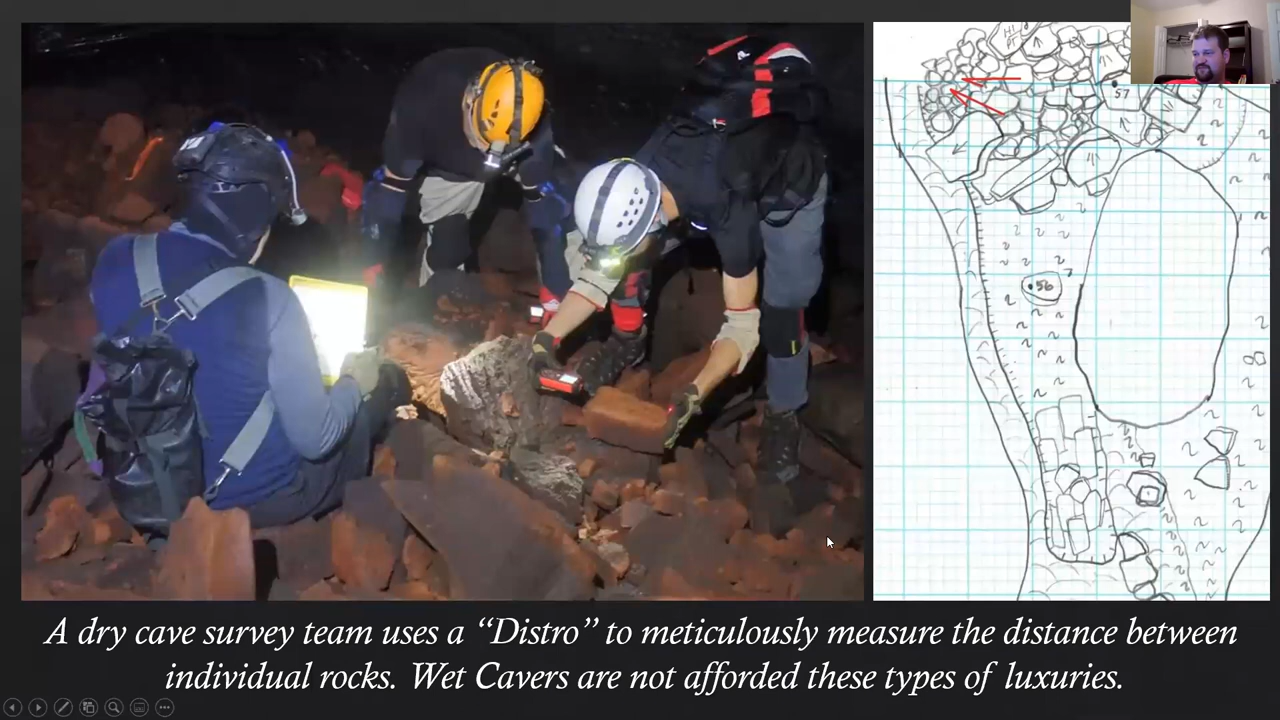 57
56
A dry cave survey team uses a “Distro” to meticulously measure the distance between
individual rocks. Wet Cavers are not afforded these types of luxuries.